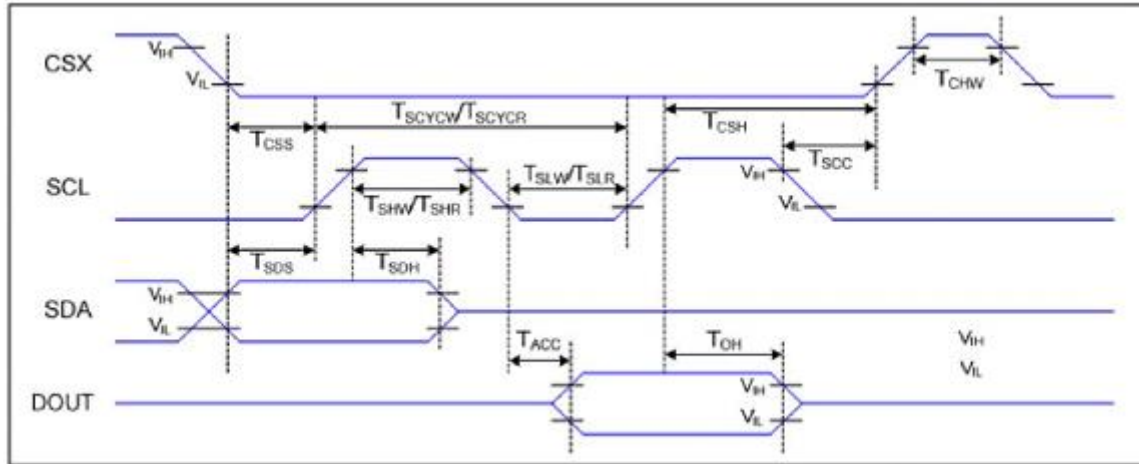 CSX
VIH
VIL
TCHW
TSCYCW/TSCYCR
TCSH
TCSS
TSCC
SCL
TSLW/TSLR
VIH
TSHW/TSHR
VIL
TSDS
TSDH
SDA
VIH
VIL
TACC
TOH
VIH
VIL
DOUT
VIH
VIL